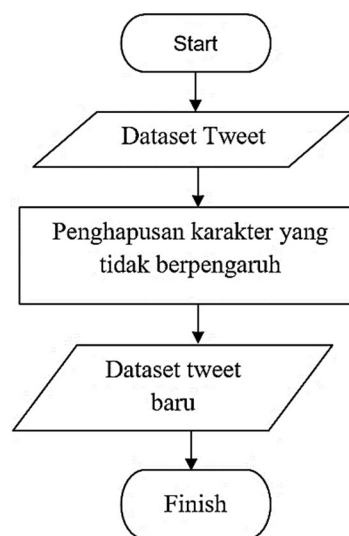 Start
Dataset Tweet
Penghapusan karakter yang
tidak berpengaruh
Dataset tweet
baru
Finish